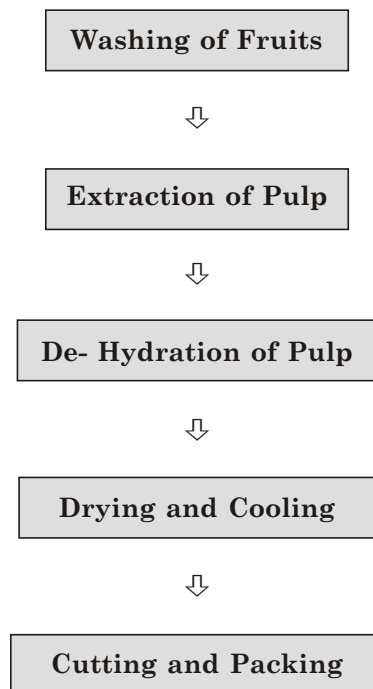 Washing of Fruits
Extraction of Pulp
De- Hydration of Pulp
Drying and Cooling
Cutting and Packing